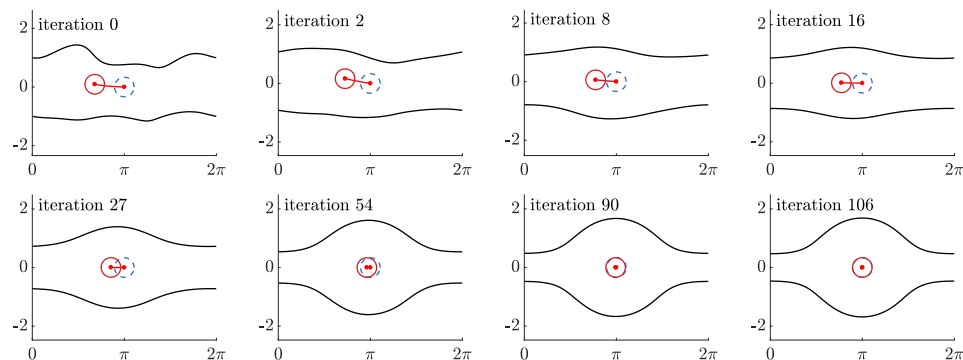 iteration 0
2
0
-2
0
π
2π
iteration 2
2
0
-2
0
π
2π
iteration 8
2
0
-2
0
π
2π
iteration 16
2
0
-2
0
π
2π
iteration 27
2
0
-2
0
π
2π
iteration 54
2
0
-2
0
π
2π
iteration 90
2
0
-2
0
π
2π
iteration 106
2
0
-2
0
π
2π